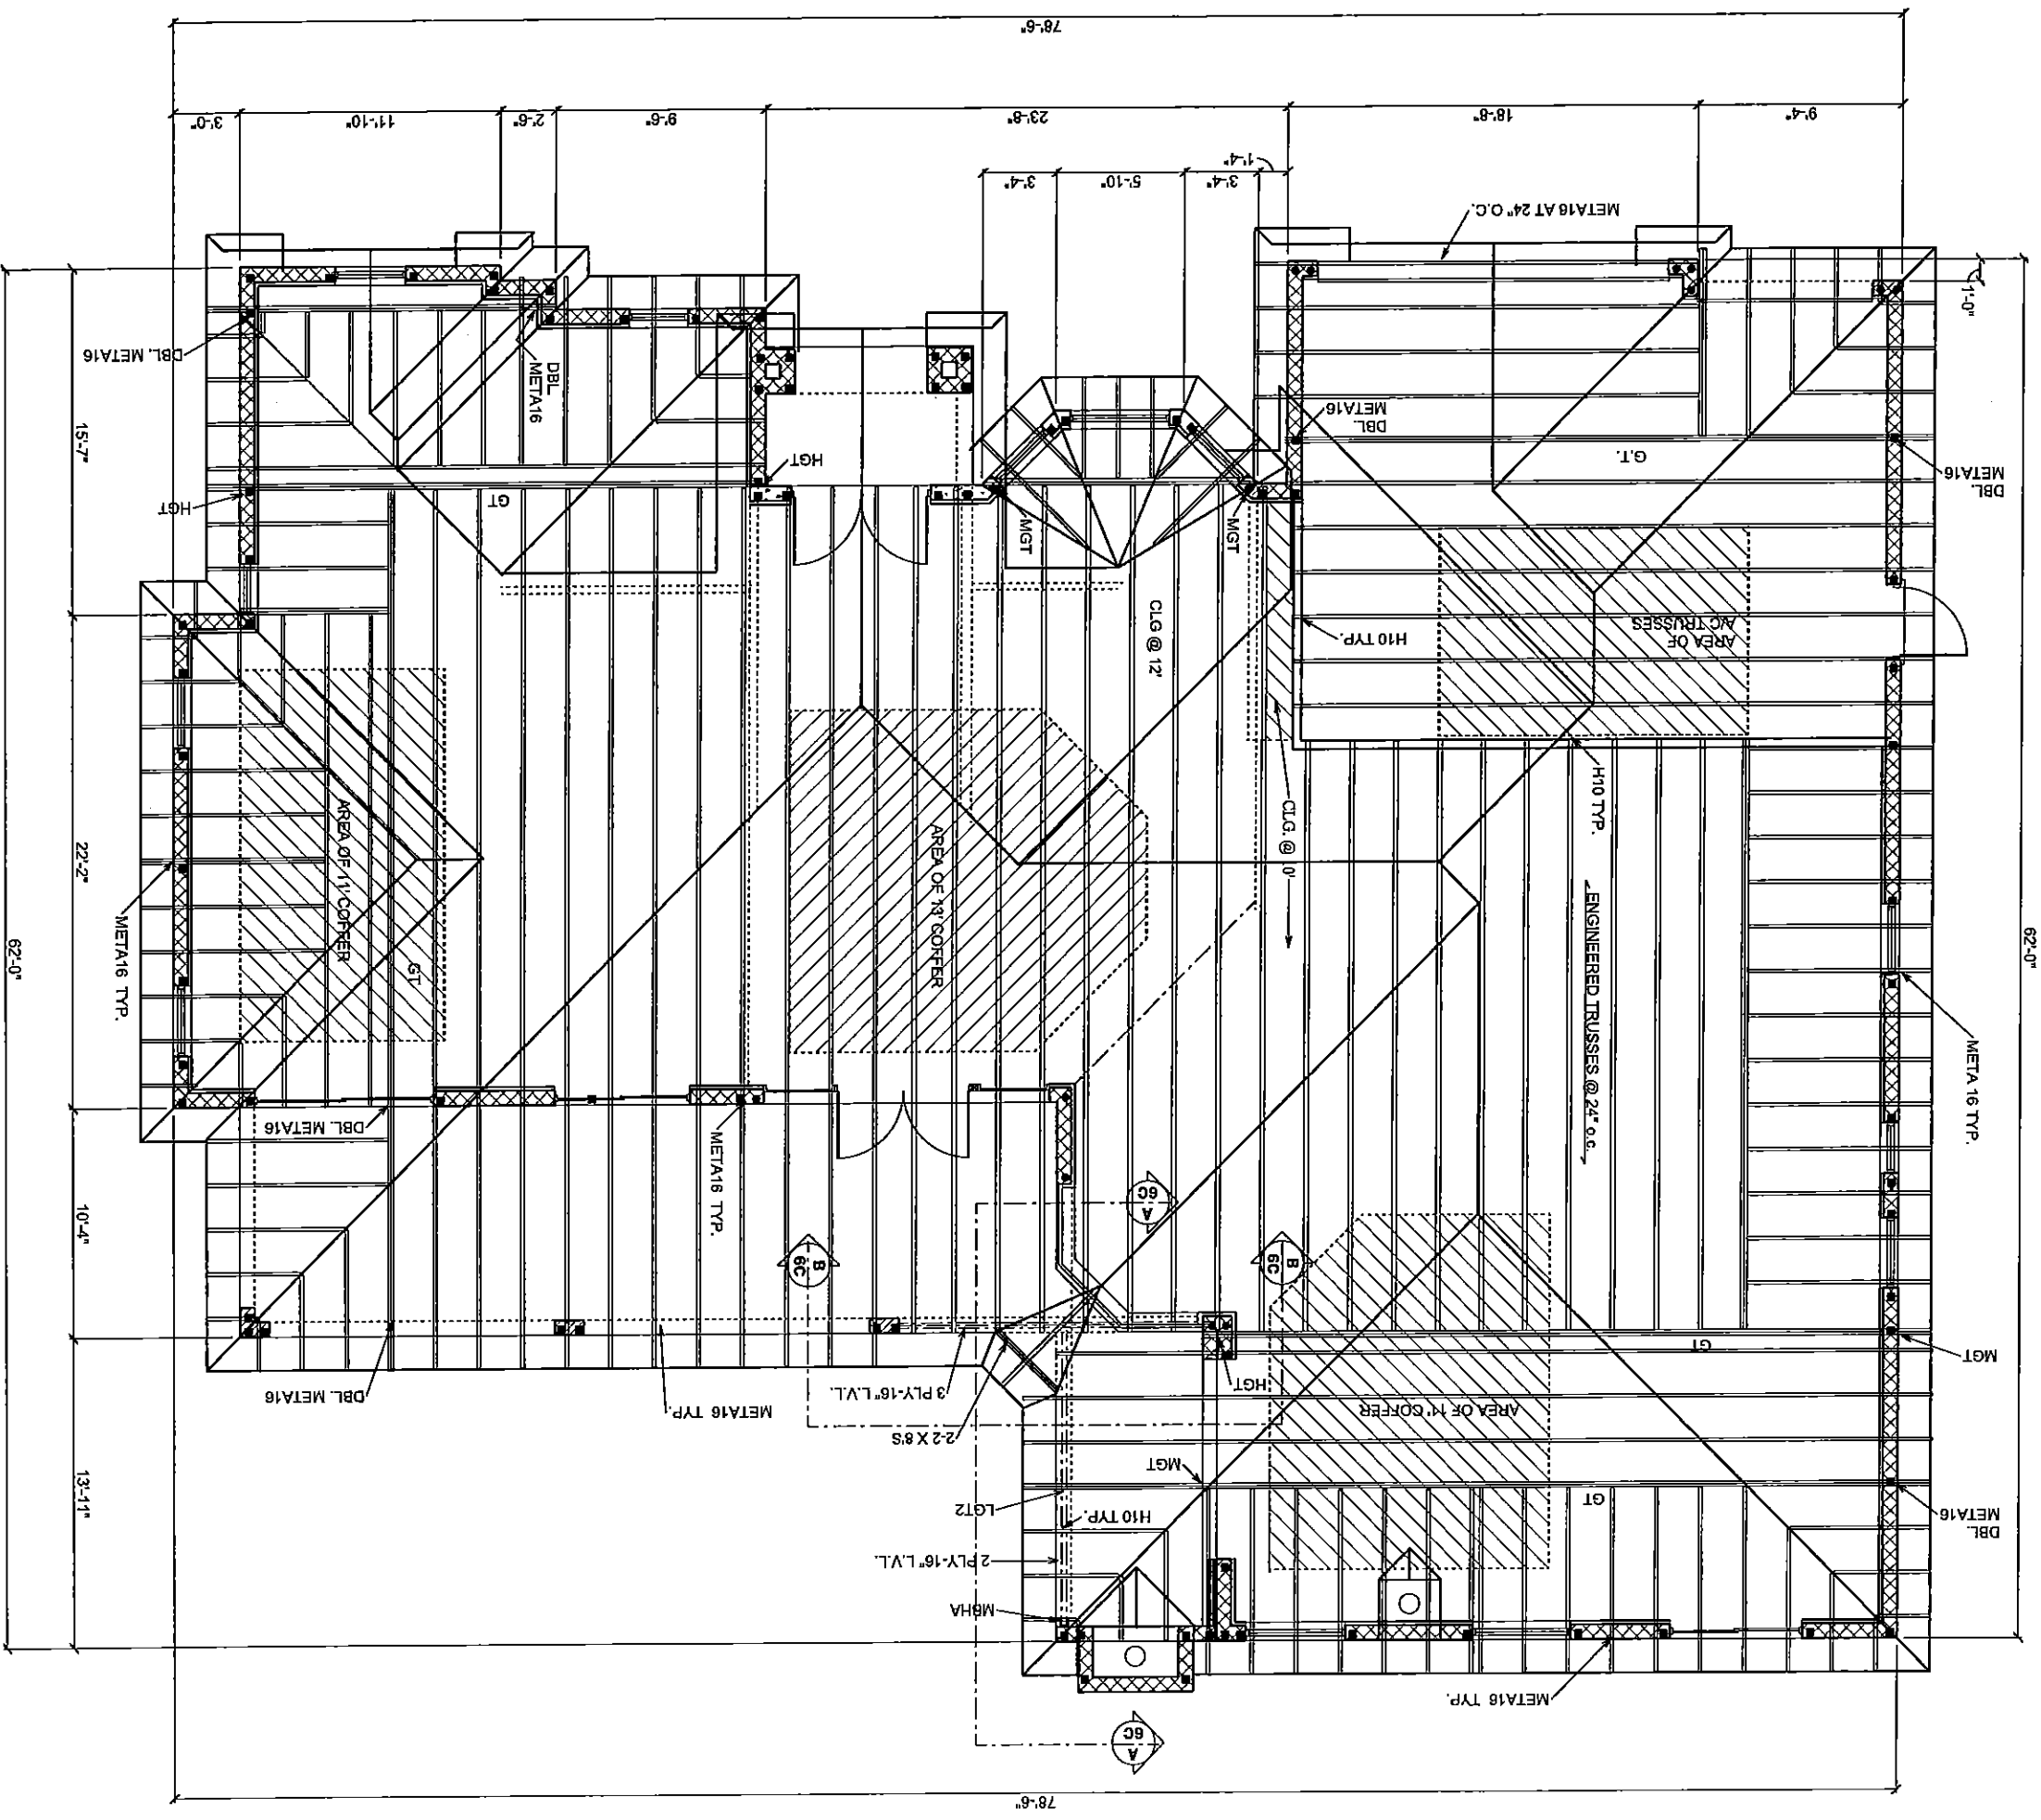 78'-6"
3'-0"
11'-10"
2'-6"
9'-6"
23'-8"
18'-8"
9'-4"
3'-4"
5'-10"
3'-4"
1'-4"
META16 AT 24" O.C.
1'-0"
62'-0"
15'-7"
22'-2"
10'-4"
13'-11"
62'-0"
DBL. META16
DBL
META16
HGT
HGT
GT
MGT
MGT
DBL.
META16
G.T.
DBL.
META16
CLG @ 12'
H10 TYP.
AREA OF
A/C TRUSSES
H10 TYP.
CLG. @ 10'
AREA OF 11' COFFER
GT
AREA OF 13' COFFER
ENGINEERED TRUSSES @ 24" o.c.
META16 TYP.
META 16 TYP.
DBL. META16
META16 TYP.
A
6C
B
6C
B
6C
GT
MGT
HGT
DBL. META16
META16 TYP.
3 PLY-16" L.V.L.
2-2 X 8'S
AREA OF 11' COFFER
MGT
GT
LGT2
H10 TYP.
DBL.
META16
2 PLY-16" L.V.L.
MBHA
META16 TYP.
A
6C
78'-6"